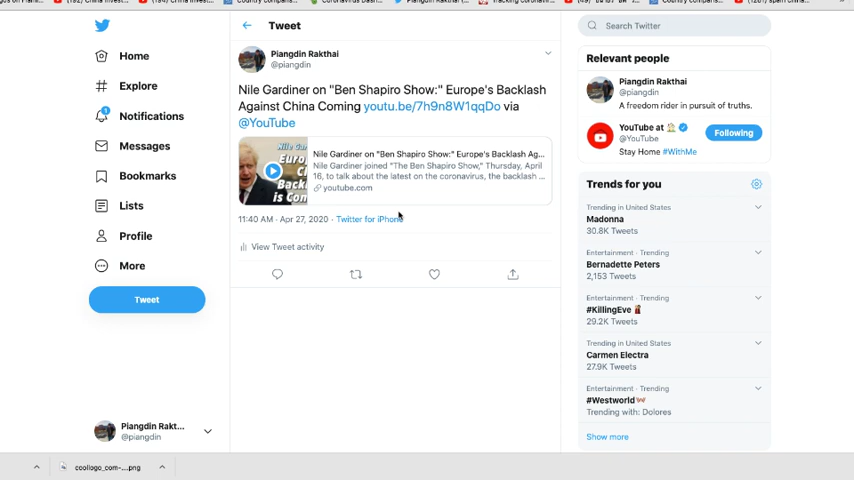 Tweet
Search Twitter
Home
Explore
Notifications
Messages
Bookmarks
Lists
Profile
More
Tweet
Piangdin Rakt...
@piangdin
Piangdin Rakthai
@piangdin
Nile Gardiner on "Ben Shapiro Show:" Europe's Backlash
Against China Coming youtu.be/7h9n8W1qqDo via
@YouTube
Nile Gardiner on "Ben Shapiro Show:" Europe's Backlash Ag...
Nile Gardiner joined "The Ben Shapiro Show," Thursday, April
16, to talk about the latest on the coronavirus, the backlash ...
youtube.com
11:40 AM · Apr 27, 2020 · Twitter for iPhone
View Tweet activity
Relevant people
Piangdin Rakthai
@piangdin
A freedom rider in pursuit of truths.
YouTube at
@YouTube
Following
Stay Home #WithMe
Trends for you
Trending in United States
Madonna
30.8K Tweets
Entertainment · Trending
Bernadette Peters
2,153 Tweets
Entertainment · Trending
#KillingEve
29.2K Tweets
Trending in United States
Carmen Electra
27.9K Tweets
Entertainment · Trending
#Westworld
Trending with: Dolores
Show more
coollogo_com-....png